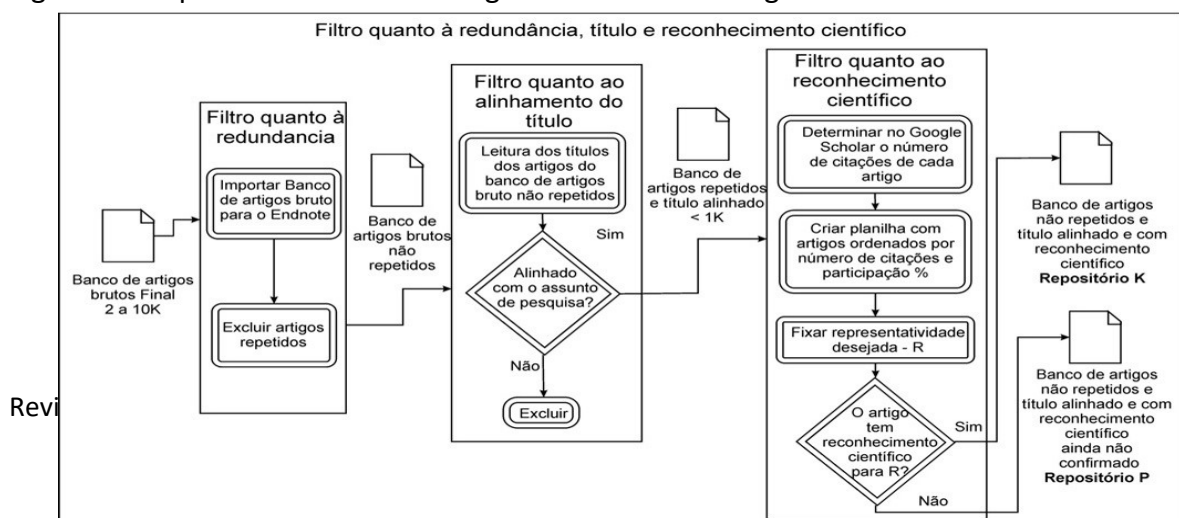 Filtro quanto à redundância, título e reconhecimento científico
Filtro quanto à
redundancia
Importar Banco
de artigos bruto
para o Endnote
Excluir artigos
repetidos
Banco de artigos
brutos Final
2 a 10K
Banco de
artigos brutos
não
repetidos
Filtro quanto ao
alinhamento do
título
Leitura dos títulos
dos artigos do
banco de artigos
bruto não repetidos
Sim
Alinhado
com o assunto
de pesquisa?
Não
Excluir
Banco de
artigos repetidos
e título alinhado
< 1K
Filtro quanto ao
reconhecimento
científico
Determinar no Google
Scholar o número
de citações de cada
artigo
Criar planilha com
artigos ordenados por
número de citações e
participação %
Fixar representatividade
desejada - R
O artigo
tem
reconhecimento
científico
para R?
Sim
Não
Banco de artigos
não repetidos e
título alinhado e com
reconhecimento
científico
Repositório K
Banco de artigos
não repetidos e
título alinhado e com
reconhecimento
científico
ainda não
confirmado
Repositório P
Revi